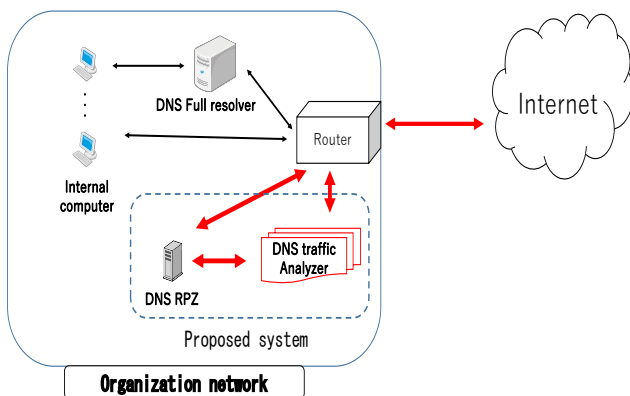 DNS Full resolver
Internet
Router
Internal
computer
DNS traffic
Analyzer
DNS RPZ
Proposed system
Organization network